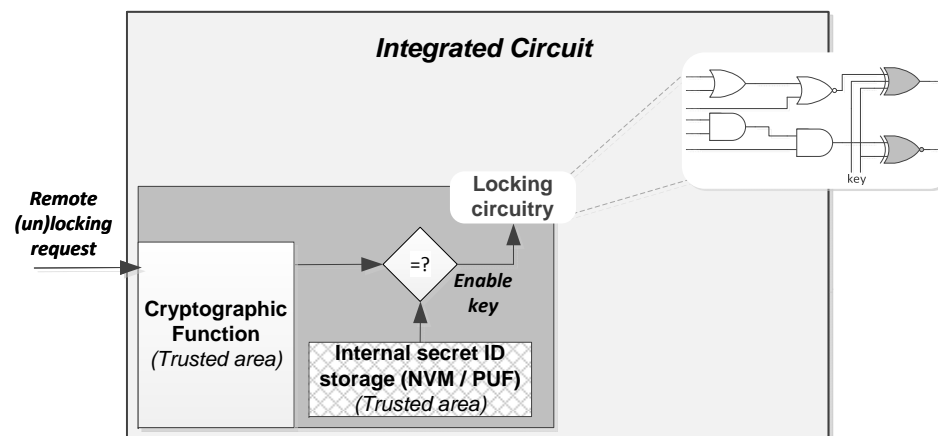 Integrated Circuit
key
Locking
circuitry
Remote
(un)locking
request
=?
Enable
key
Cryptographic
Function
(Trusted area)
Internal secret ID
storage (NVM / PUF)
(Trusted area)